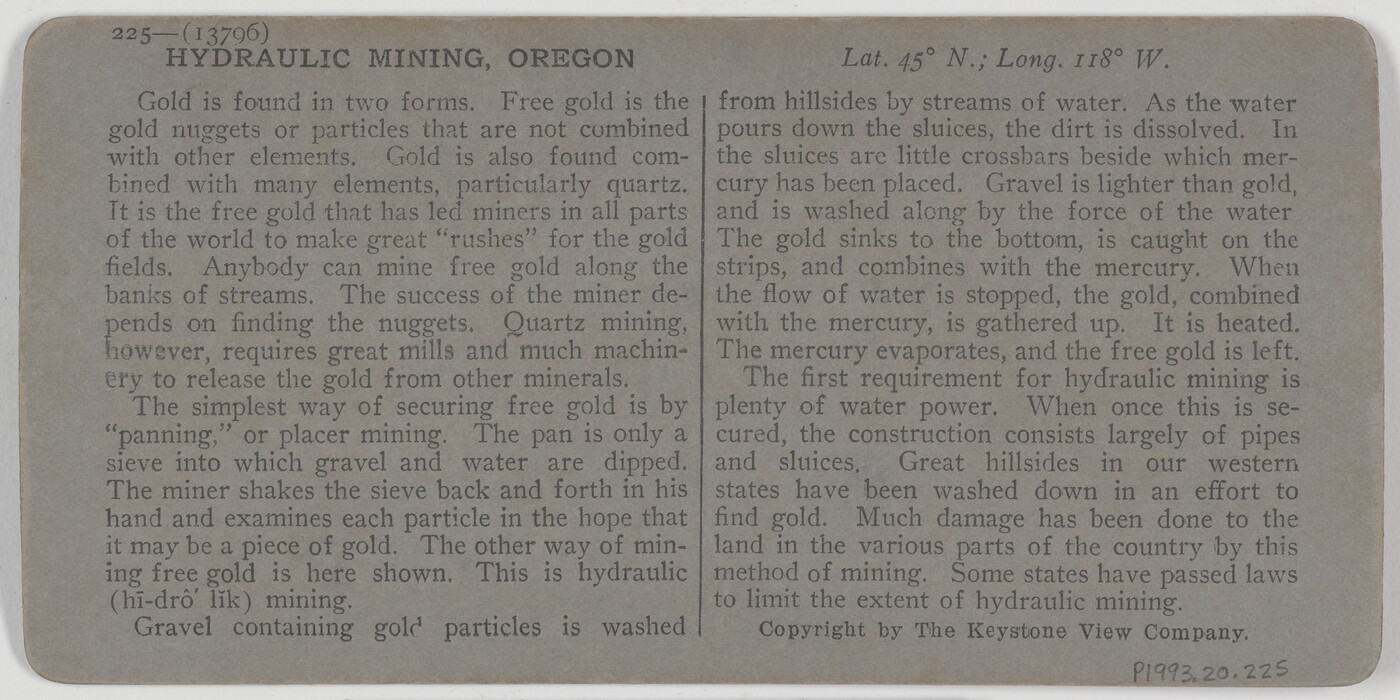 225—(13796)
HYDRAULIC MINING, OREGON
Lat. 45° N.; Long. 118° W.
Gold is found in two forms. Free gold is the
gold nuggets or particles that are not combined
with other elements. Gold is also found com-
bined with many elements, particularly quartz.
It is the free gold that has led miners in all parts
of the world to make great “rushes” for the gold
fields. Anybody can mine free gold along the
banks of streams. The success of the miner de-
pends on finding the nuggets. Quartz mining,
however, requires great mills and much machin-
ery to release the gold from other minerals.
The simplest way of securing free gold is by
“panning,” or placer mining. The pan is only a
sieve into which gravel and water are dipped.
The miner shakes the sieve back and forth in his
hand and examines each particle in the hope that
it may be a piece of gold. The other way of min-
ing free gold is here shown. This is hydraulic
(hī-drô′ lĭk) mining.
Gravel containing gold particles is washed
from hillsides by streams of water. As the water
pours down the sluices, the dirt is dissolved. In
the sluices are little crossbars beside which mer-
cury has been placed. Gravel is lighter than gold,
and is washed along by the force of the water
The gold sinks to the bottom, is caught on the
strips, and combines with the mercury. When
the flow of water is stopped, the gold, combined
with the mercury, is gathered up. It is heated.
The mercury evaporates, and the free gold is left.
The first requirement for hydraulic mining is
plenty of water power. When once this is se-
cured, the construction consists largely of pipes
and sluices. Great hillsides in our western
states have been washed down in an effort to
find gold. Much damage has been done to the
land in the various parts of the country by this
method of mining. Some states have passed laws
to limit the extent of hydraulic mining.
Copyright by The Keystone View Company.
P1993.20.225